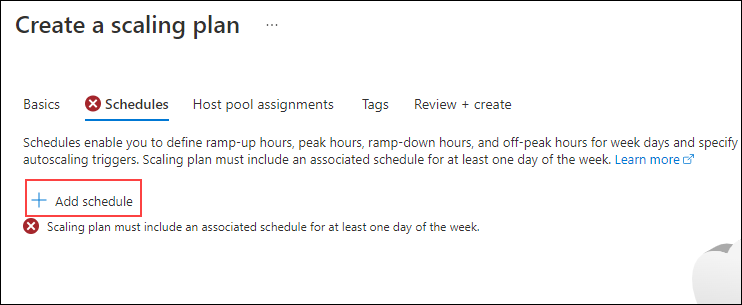 Create a scaling plan ...
Basics Schedules Host pool assignments Tags Review + create
Schedules enable you to define ramp-up hours, peak hours, ramp-down hours, and off-peak hours for week days and specify
autoscaling triggers. Scaling plan must include an associated schedule for at least one day of the week. Learn more
+ Add schedule
Scaling plan must include an associated schedule for at least one day of the week.